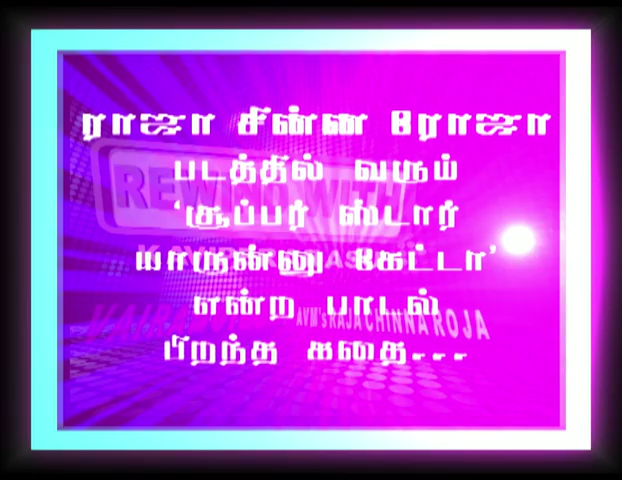 ராஜா சின்ன ரோஜா
படத்தில் வரும்
‘சூப்பர் ஸ்டார்
யாருன்னு கேட்டா’
என்ற பாடல்
பிறந்த கதை---
REWIND WITH
AVM's RAJA CHINNA ROJA